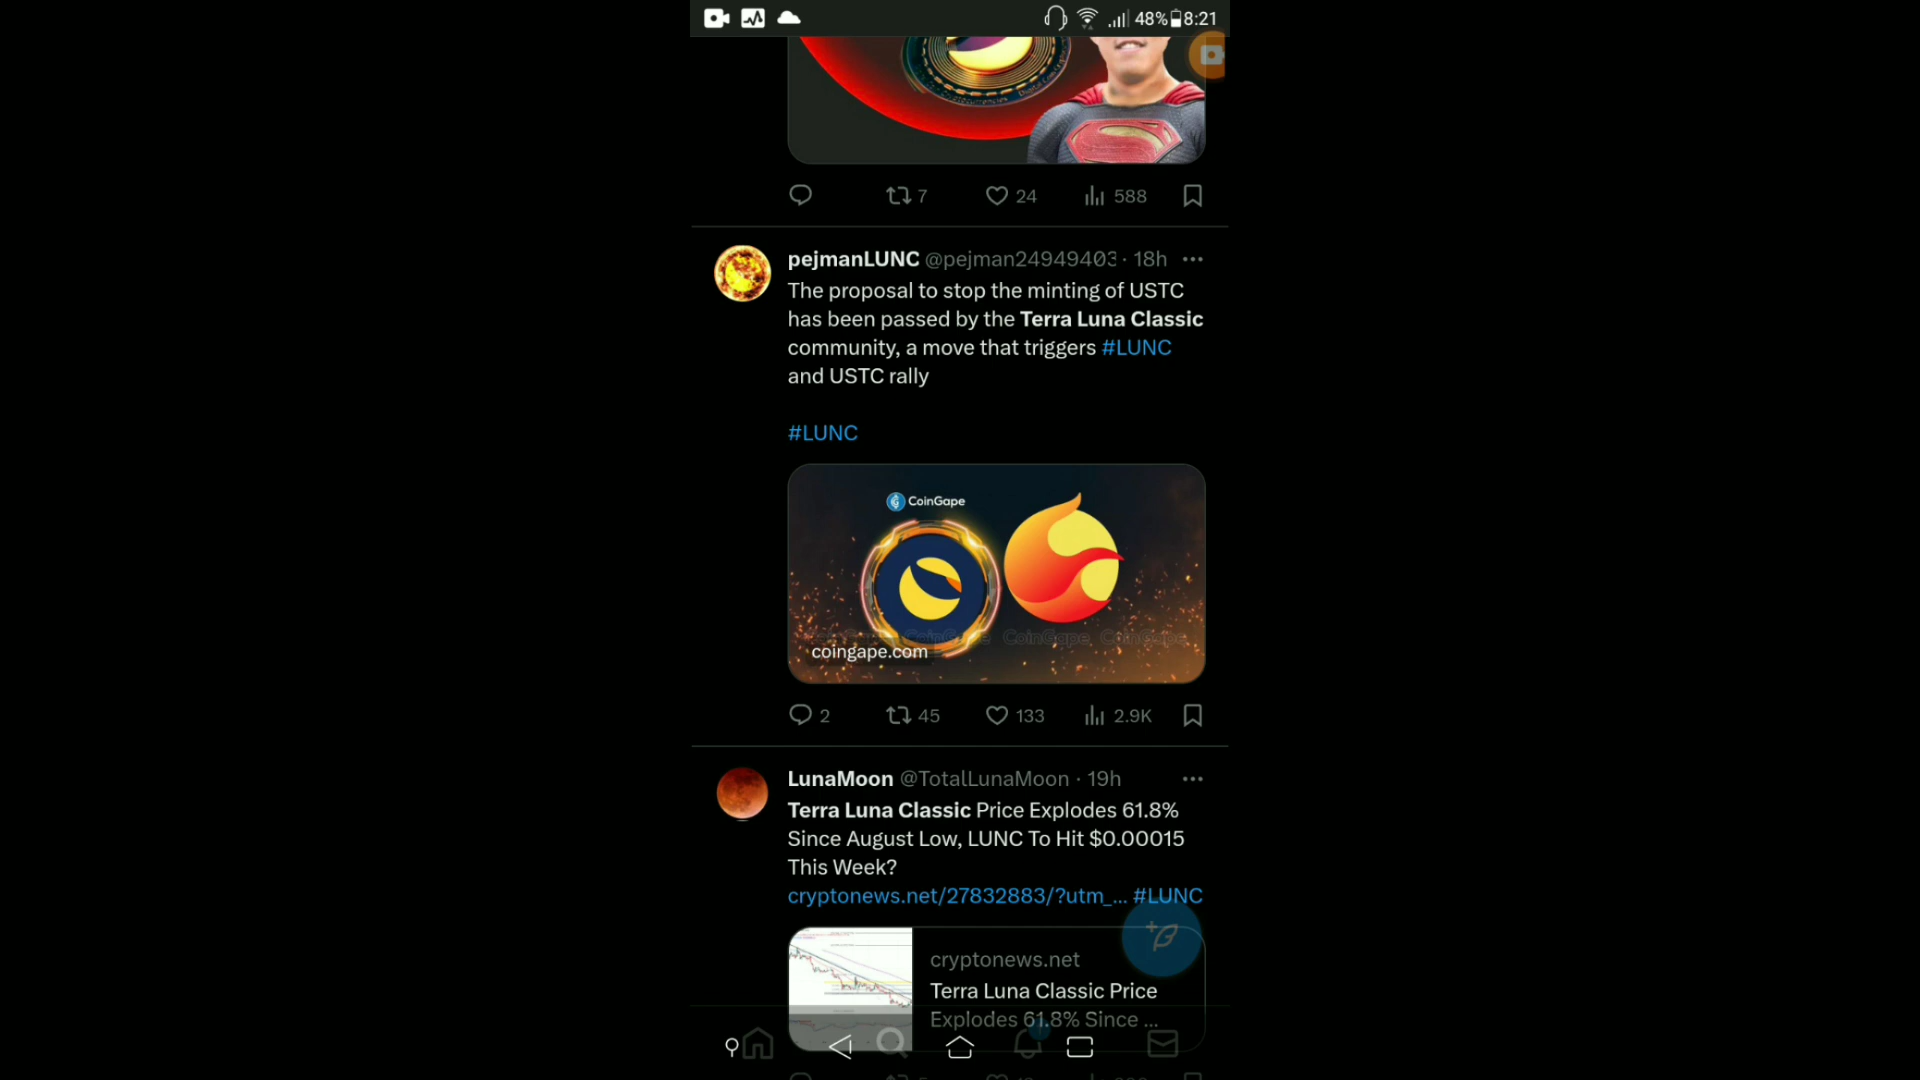 48% 8:21
7 24 588
pejmanLUNC @pejman24949403 · 18h
The proposal to stop the minting of USTC
has been passed by the Terra Luna Classic
community, a move that triggers #LUNC
and USTC rally
#LUNC
CoinGape
CoinGape CoinGape CoinGape
coingape.com
2 45 133 2.9K
LunaMoon @TotalLunaMoon · 19h
Terra Luna Classic Price Explodes 61.8%
Since August Low, LUNC To Hit $0.00015
This Week?
cryptonews.net/27832883/?utm_... #LUNC
cryptonews.net
Terra Luna Classic Price
Explodes 61.8% Since ...